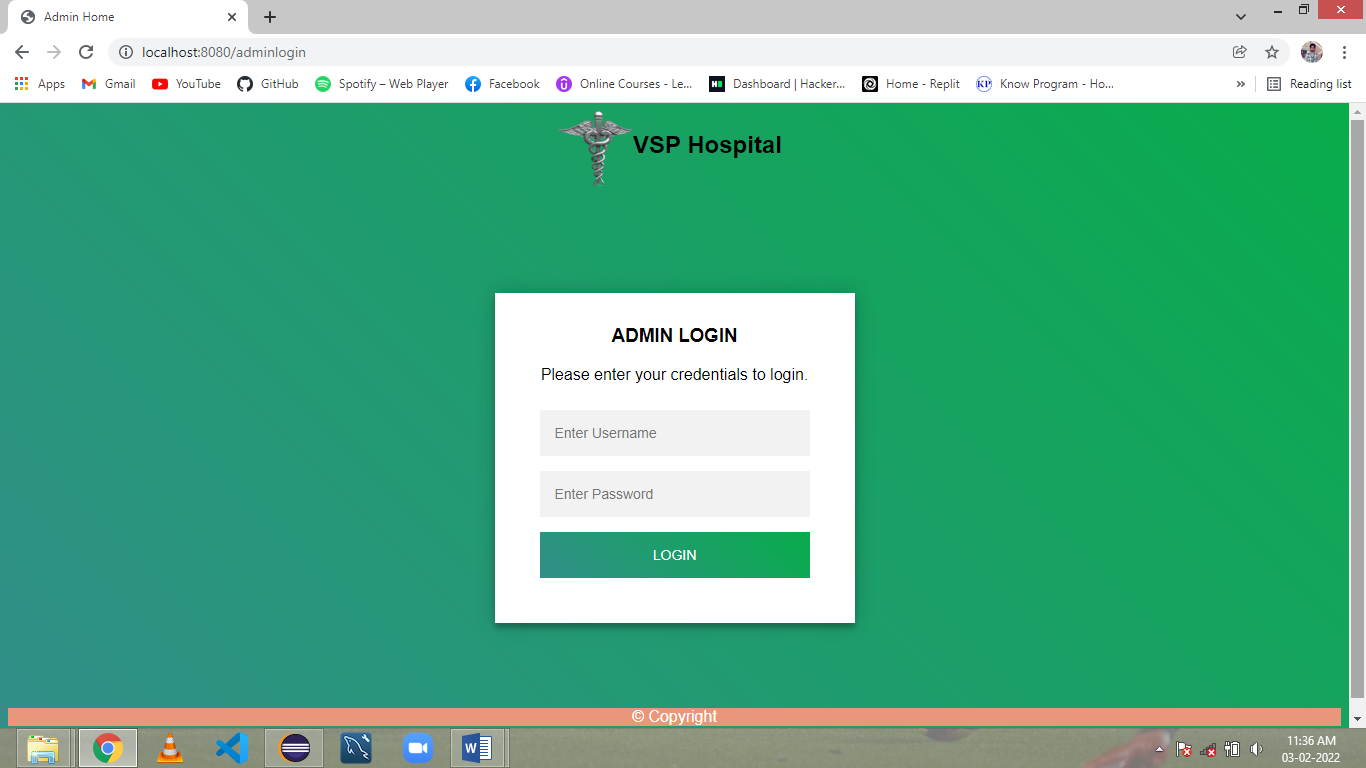 Admin Home
localhost:8080/adminlogin
Apps Gmail YouTube GitHub Spotify – Web Player Facebook Online Courses - Le... Dashboard | Hacker... Home - Replit KP Know Program - Ho... » Reading list
VSP Hospital
ADMIN LOGIN
Please enter your credentials to login.
Enter Username
Enter Password
LOGIN
© Copyright
11:36 AM
03-02-2022